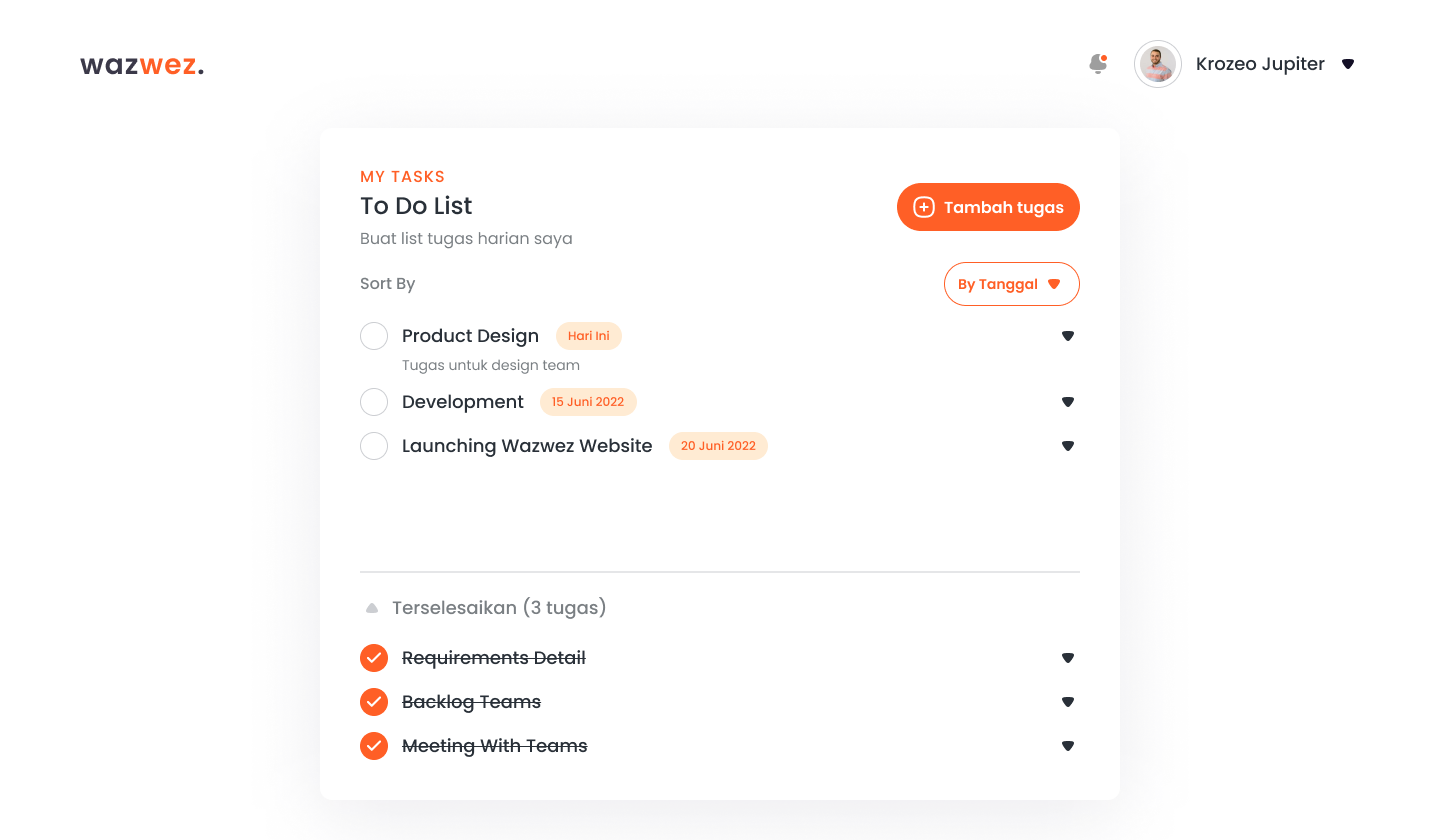 wazwez.
Krozeo Jupiter
MY TASKS
To Do List
Tambah tugas
Buat list tugas harian saya
Sort By
By Tanggal
Product Design Hari Ini
Tugas untuk design team
Development 15 Juni 2022
Launching Wazwez Website 20 Juni 2022
Terselesaikan (3 tugas)
Requirements Detail
Backlog Teams
Meeting With Teams